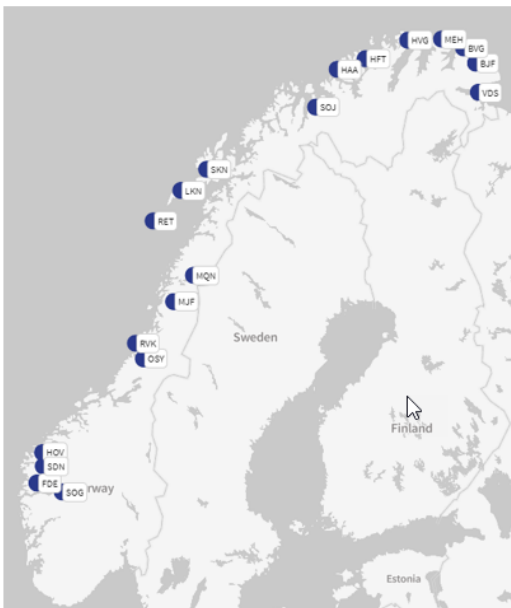 HVG
MEH
BVG
HFT
BJF
HAA
VDS
SOJ
SKN
LKN
RET
MQN
MJF
Sweden
RVK
OSY
Finland
HOV
SDN
FDE
SOG
rway
Estonia